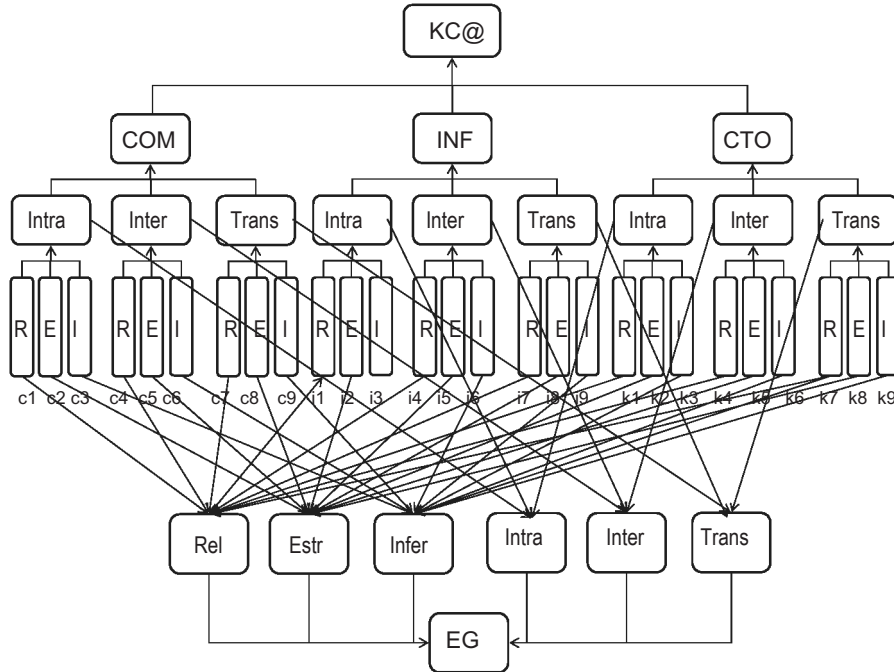 KC@
COM INF CTO
Intra Inter Trans Intra Inter Trans Intra Inter Trans
R E I R E I R E I R E I R E I R E I R E I R E I R E I
c1 c2 c3 c4 c5 c6 c7 c8 c9 i1 i2 i3 i4 i5 i6 i7 i8 i9 k1 k2 k3 k4 k5 k6 k7 k8 k9
Rel Estr Infer Intra Inter Trans
EG